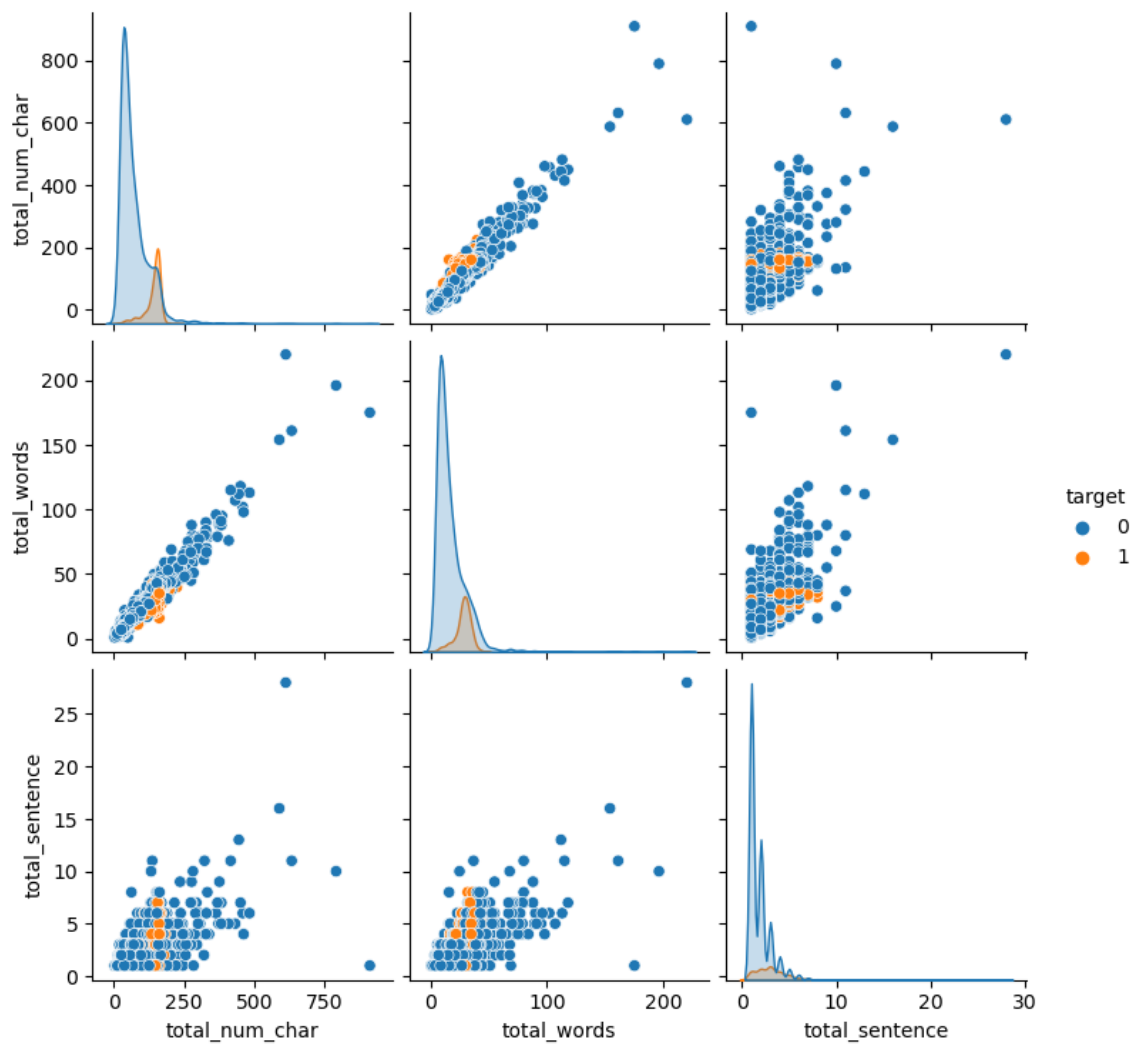 800
600
400
200
0
total_num_char
200
150
100
50
0
total_words
target
0
1
25
20
15
10
5
0
total_sentence
0 250 500 750
0 100 200
0 10 20 30
total_num_char total_words total_sentence